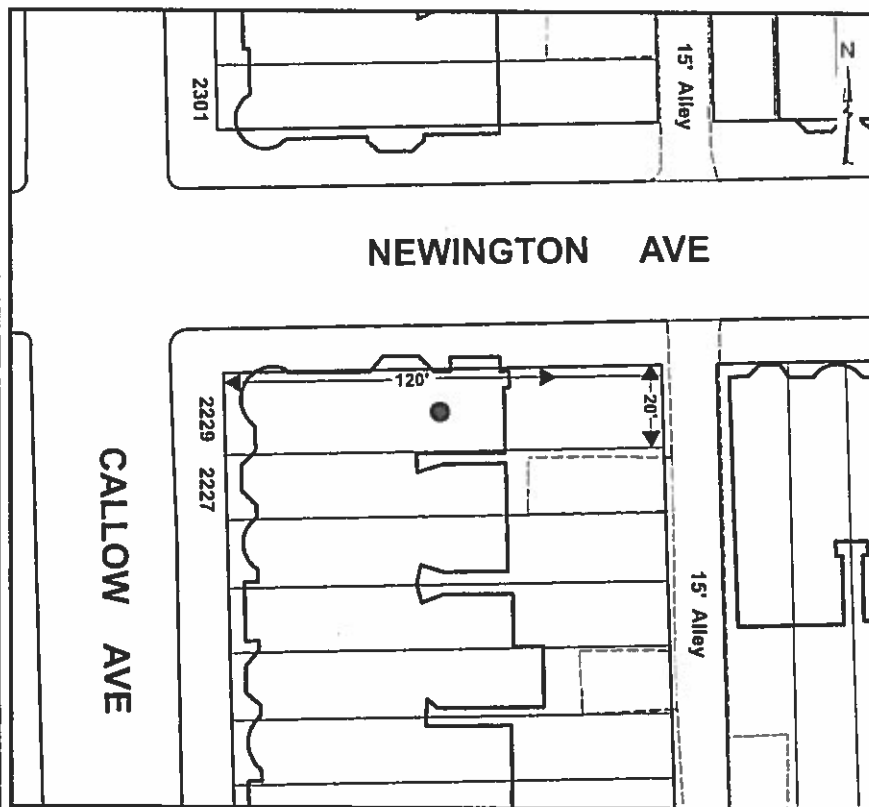 2301
15' Alley
N
NEWINGTON AVE
120'
20'
2229
2227
CALLOW AVE
15' Alley